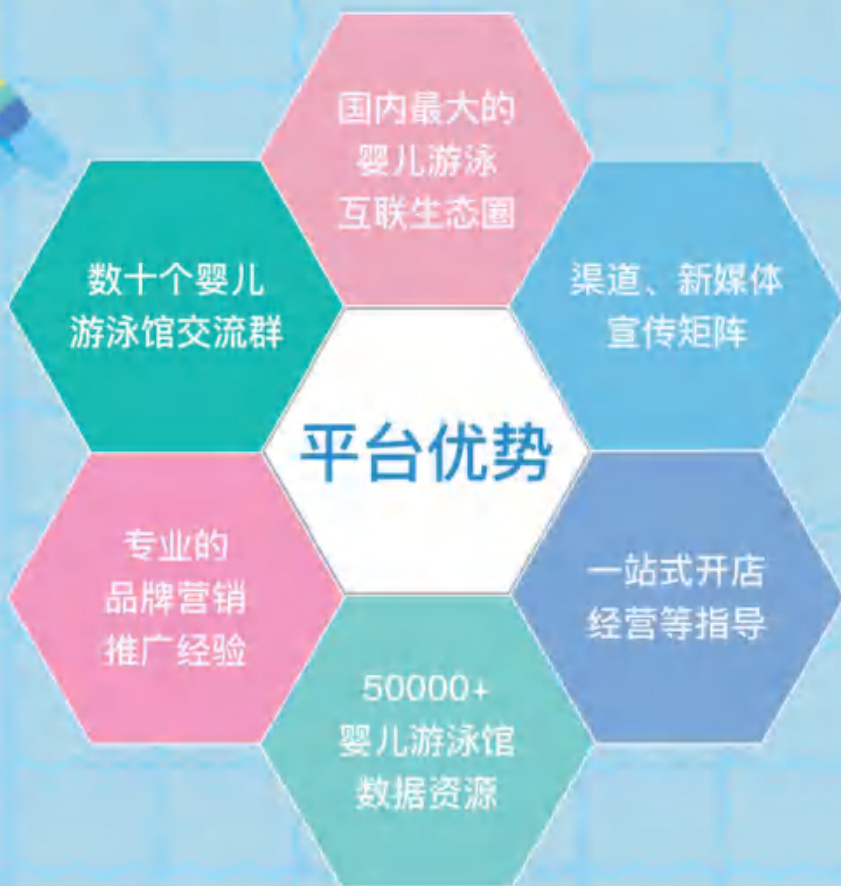 国内最大的
婴儿游泳
互联生态圈
数十个婴儿
游泳馆交流群
渠道、新媒体
宣传矩阵
平台优势
专业的
品牌营销
推广经验
一站式开店
经营等指导
50000+
婴儿游泳馆
数据资源